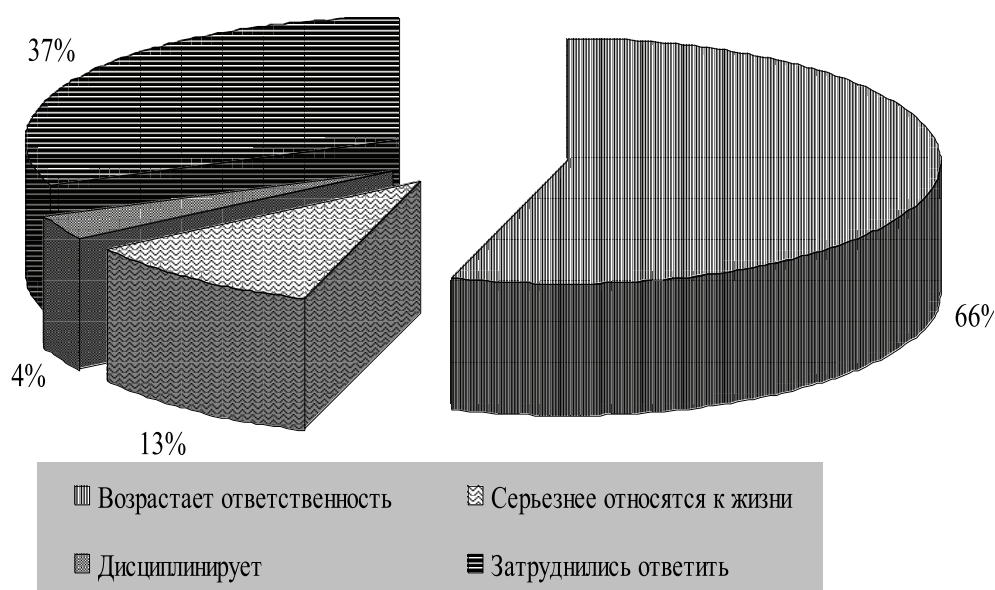 37%
66%
4%
13%
Возрастает ответственность
Серьезнее относятся к жизни
Дисциплинирует
Затруднились ответить